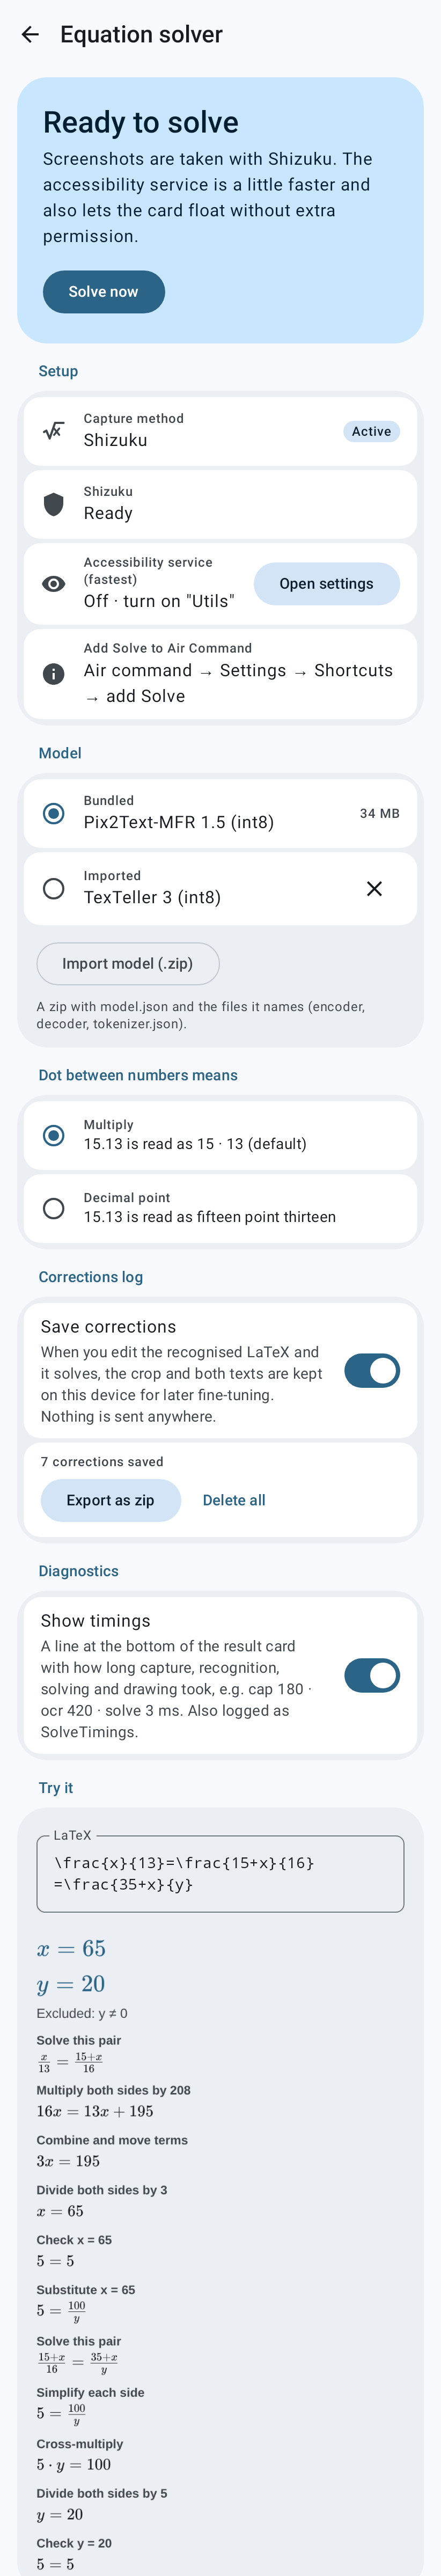 Equation solver
Ready to solve
Screenshots are taken with Shizuku. The
accessibility service is a little faster and
also lets the card float without extra
permission.
Solve now
Setup
Capture method
Shizuku
Active
Shizuku
Ready
Accessibility service
(fastest)
Off · turn on "Utils"
Open settings
Add Solve to Air Command
Air command → Settings → Shortcuts
→ add Solve
Model
Bundled
Pix2Text-MFR 1.5 (int8)
34 MB
Imported
TexTeller 3 (int8)
Import model (.zip)
A zip with model.json and the files it names (encoder,
decoder, tokenizer.json).
Dot between numbers means
Multiply
15.13 is read as 15 · 13 (default)
Decimal point
15.13 is read as fifteen point thirteen
Corrections log
Save corrections
When you edit the recognised LaTeX and
it solves, the crop and both texts are kept
on this device for later fine-tuning.
Nothing is sent anywhere.
7 corrections saved
Export as zip
Delete all
Diagnostics
Show timings
A line at the bottom of the result card
with how long capture, recognition,
solving and drawing took, e.g. cap 180 ·
ocr 420 · solve 3 ms. Also logged as
SolveTimings.
Try it
LaTeX
\frac{x}{13}=\frac{15+x}{16}
=\frac{35+x}{y}
x = 65
y = 20
Excluded: y ≠ 0
Solve this pair
x/13 = 15+x/16
Multiply both sides by 208
16x = 13x + 195
Combine and move terms
3x = 195
Divide both sides by 3
x = 65
Check x = 65
5 = 5
Substitute x = 65
5 = 100/y
Solve this pair
15+x/16 = 35+x/y
Simplify each side
5 = 100/y
Cross-multiply
5 · y = 100
Divide both sides by 5
y = 20
Check y = 20
5 = 5